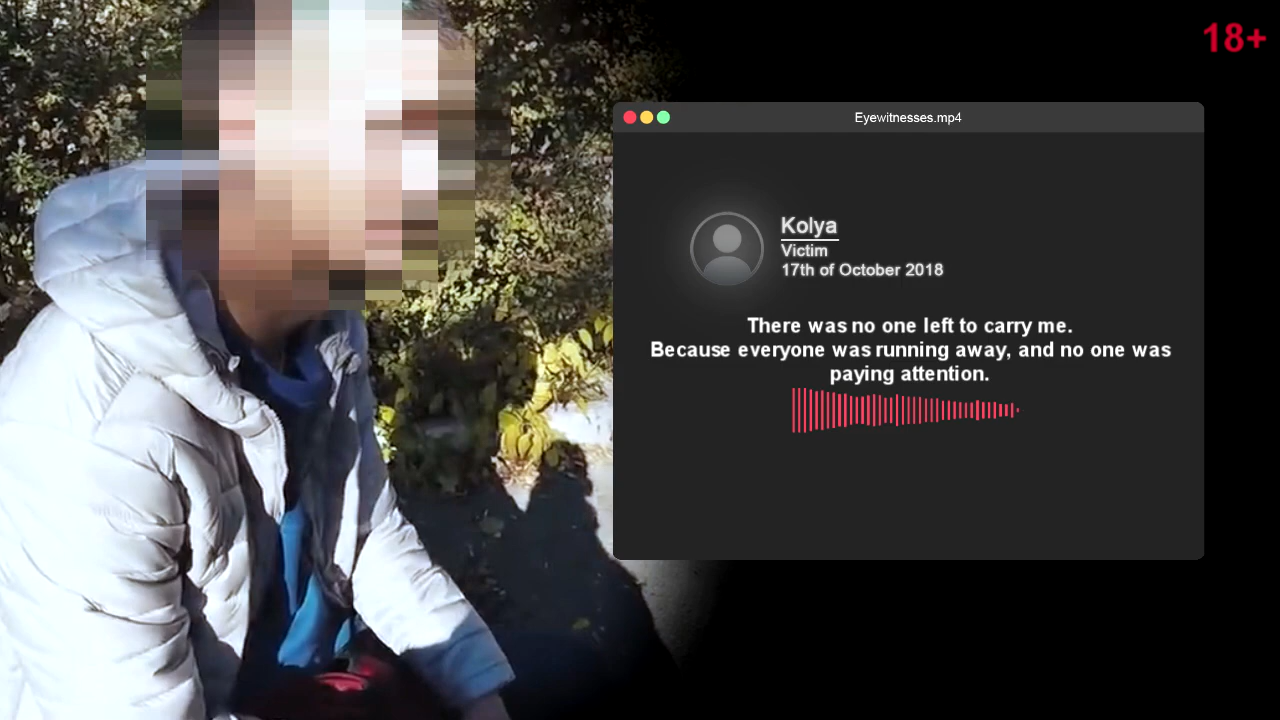 18+
Eyewitnesses.mp4
Kolya
Victim
17th of October 2018
There was no one left to carry me.
Because everyone was running away, and no one was
paying attention.